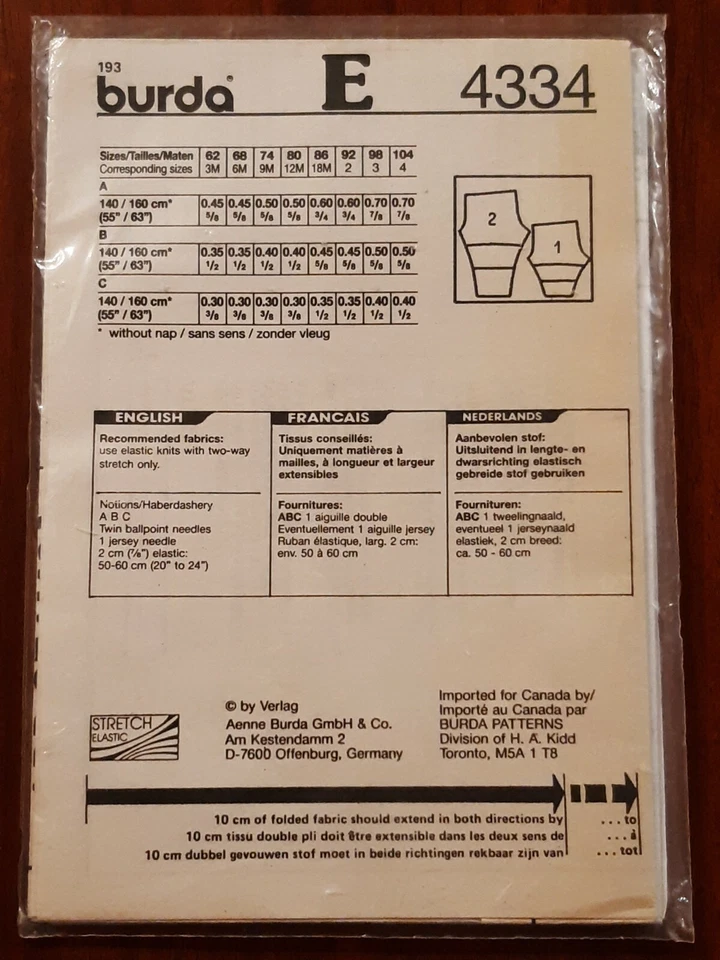 193
burda E 4334
Sizes/Tailles/Maten 62 68 74 80 86 92 98 104
Corresponding sizes 3M 6M 9M 12M 18M 2 3 4
A
140 / 160 cm* 0.45 0.45 0.50 0.50 0.60 0.60 0.70 0.70
(55" / 63") 5/8 5/8 5/8 5/8 3/4 3/4 7/8 7/8
B
140 / 160 cm* 0.35 0.35 0.40 0.40 0.45 0.45 0.50 0.50
(55" / 63") 1/2 1/2 1/2 1/2 5/8 5/8 5/8 5/8
C
140 / 160 cm* 0.30 0.30 0.30 0.30 0.35 0.35 0.40 0.40
(55" / 63") 3/8 3/8 3/8 3/8 1/2 1/2 1/2 1/2
* without nap / sans sens / zonder vleug
2
1
ENGLISH
Recommended fabrics:
use elastic knits with two-way
stretch only.
Notions/Haberdashery
A B C
Twin ballpoint needles
1 jersey needle
2 cm (7/8") elastic:
50-60 cm (20" to 24")
FRANCAIS
Tissus conseillés:
Uniquement matières à
mailles, à longueur et largeur
extensibles
Fournitures:
ABC 1 aiguille double
Eventuellement 1 aiguille jersey
Ruban élastique, larg. 2 cm:
env. 50 à 60 cm
NEDERLANDS
Aanbevolen stof:
Uitsluitend in lengte- en
dwarsrichting elastisch
gebreide stof gebruiken
Fournituren:
ABC 1 tweelingnaald,
eventueel 1 jerseynaald
elastiek, 2 cm breed:
ca. 50 - 60 cm
STRETCH
ELASTIC
© by Verlag
Aenne Burda GmbH & Co.
Am Kestendamm 2
D-7600 Offenburg, Germany
Imported for Canada by/
Importé au Canada par
BURDA PATTERNS
Division of H. A. Kidd
Toronto, M5A 1 T8
10 cm of folded fabric should extend in both directions by ...to
10 cm tissu double pli doit être extensible dans les deux sens de ...à
10 cm dubbel gevouwen stof moet in beide richtingen rekbaar zijn van ...tot